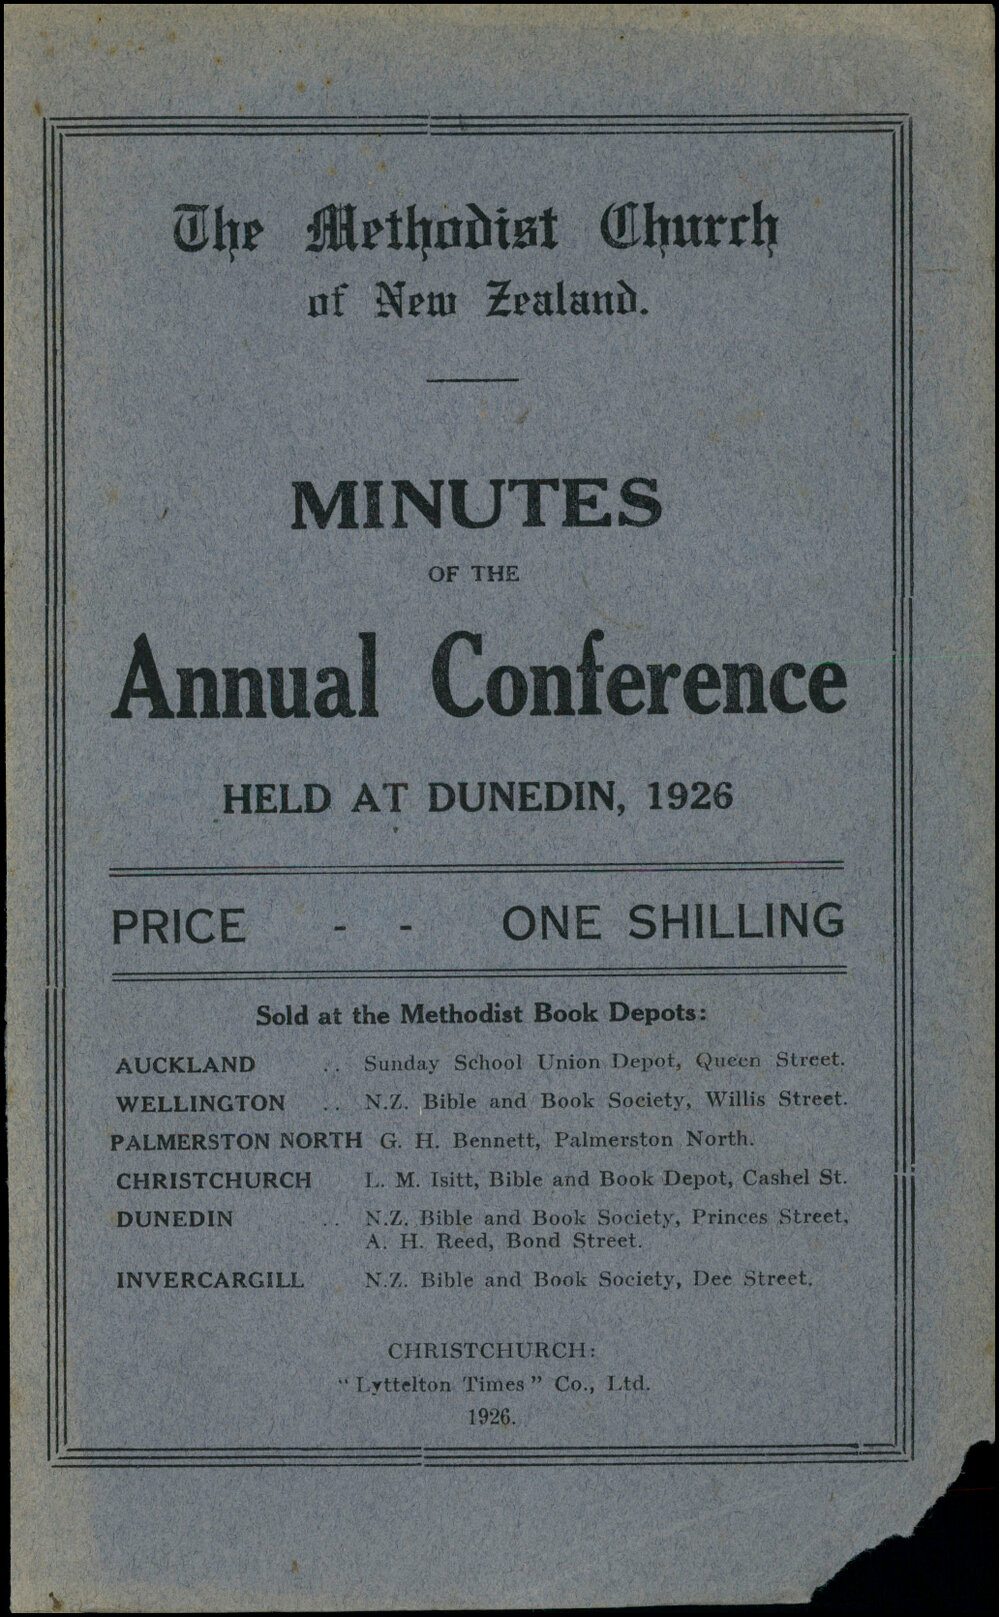 The Methodist Church
of New Zealand.
MINUTES
OF THE
Annual Conference
HELD AT DUNEDIN, 1926
PRICE - - ONE SHILLING
Sold at the Methodist Book Depots:
AUCKLAND .. Sunday School Union Depot, Queen Street.
WELLINGTON .. N.Z. Bible and Book Society, Willis Street.
PALMERSTON NORTH G. H. Bennett, Palmerston North.
CHRISTCHURCH L. M. Isitt, Bible and Book Depot, Cashel St.
DUNEDIN .. N.Z. Bible and Book Society, Princes Street,
A. H. Reed, Bond Street.
INVERCARGILL N.Z. Bible and Book Society, Dee Street.
CHRISTCHURCH:
"Lyttelton Times" Co., Ltd.
1926.